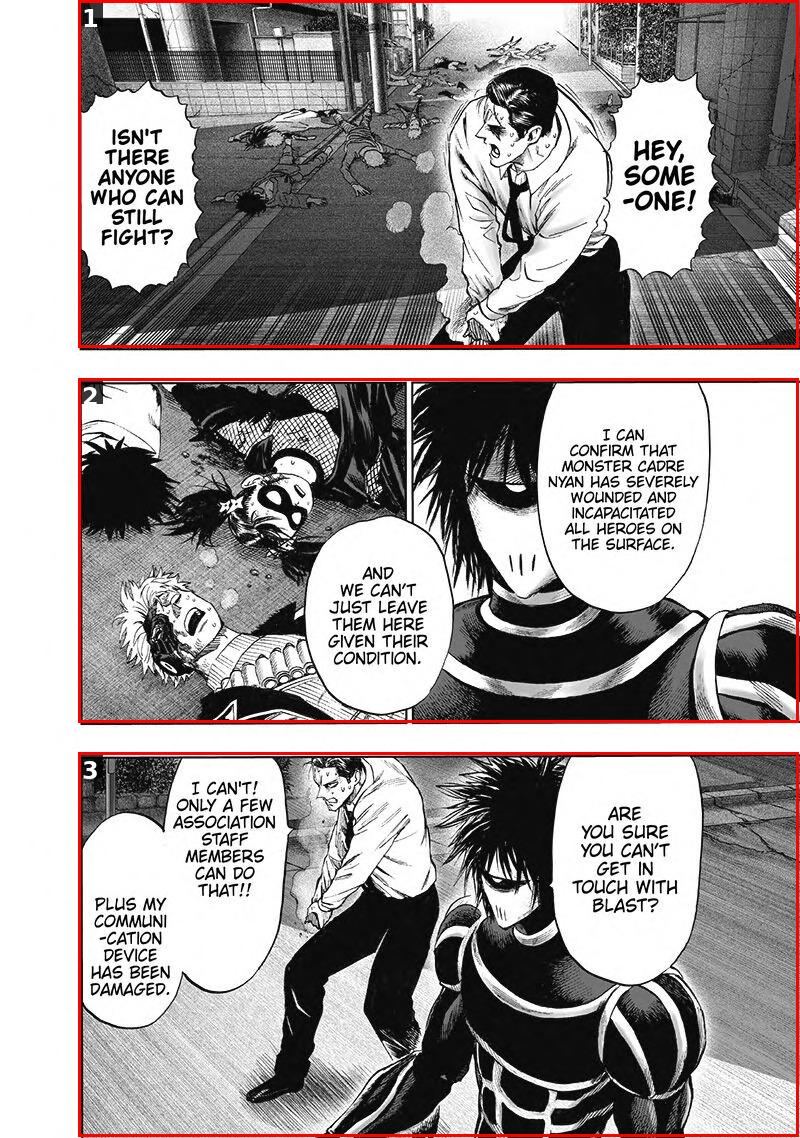 1
HEY,
SOME
-ONE!
ISN'T
THERE
ANYONE
WHO CAN
STILL
FIGHT?
2
I CAN
CONFIRM THAT
MONSTER CADRE
NYAN HAS SEVERELY
WOUNDED AND
INCAPACITATED
ALL HEROES ON
THE SURFACE.
AND
WE CAN'T
JUST LEAVE
THEM HERE
GIVEN THEIR
CONDITION.
3
ARE
YOU SURE
YOU CAN'T
GET IN
TOUCH WITH
BLAST?
I CAN'T!
ONLY A FEW
ASSOCIATION
STAFF
MEMBERS
CAN DO
THAT!!
PLUS MY
COMMUNI
-CATION
DEVICE
HAS BEEN
DAMAGED.